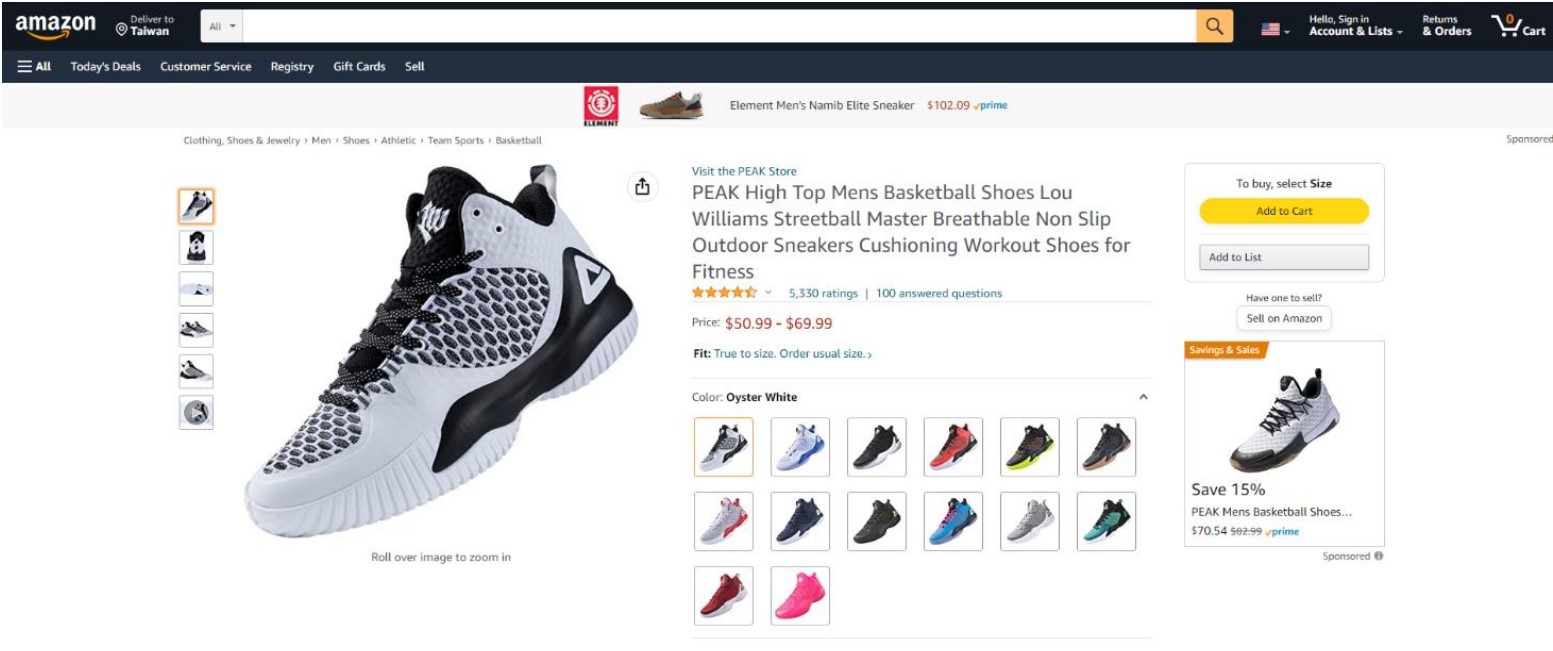 amazon
Deliver to
Taiwan
All
Hello, Sign in
Account & Lists
Returns
& Orders
0
Cart
All Today's Deals Customer Service Registry Gift Cards Sell
ELEMENT
Element Men's Namib Elite Sneaker $102.09 prime
Clothing, Shoes & Jewelry › Men › Shoes › Athletic › Team Sports › Basketball
Sponsored
Visit the PEAK Store
PEAK High Top Mens Basketball Shoes Lou
Williams Streetball Master Breathable Non Slip
Outdoor Sneakers Cushioning Workout Shoes for
Fitness
5,330 ratings | 100 answered questions
Price: $50.99 - $69.99
Fit: True to size. Order usual size. ›
Color: Oyster White
Roll over image to zoom in
To buy, select Size
Add to Cart
Add to List
Have one to sell?
Sell on Amazon
Savings & Sales
Save 15%
PEAK Mens Basketball Shoes...
$70.54 $82.99 prime
Sponsored